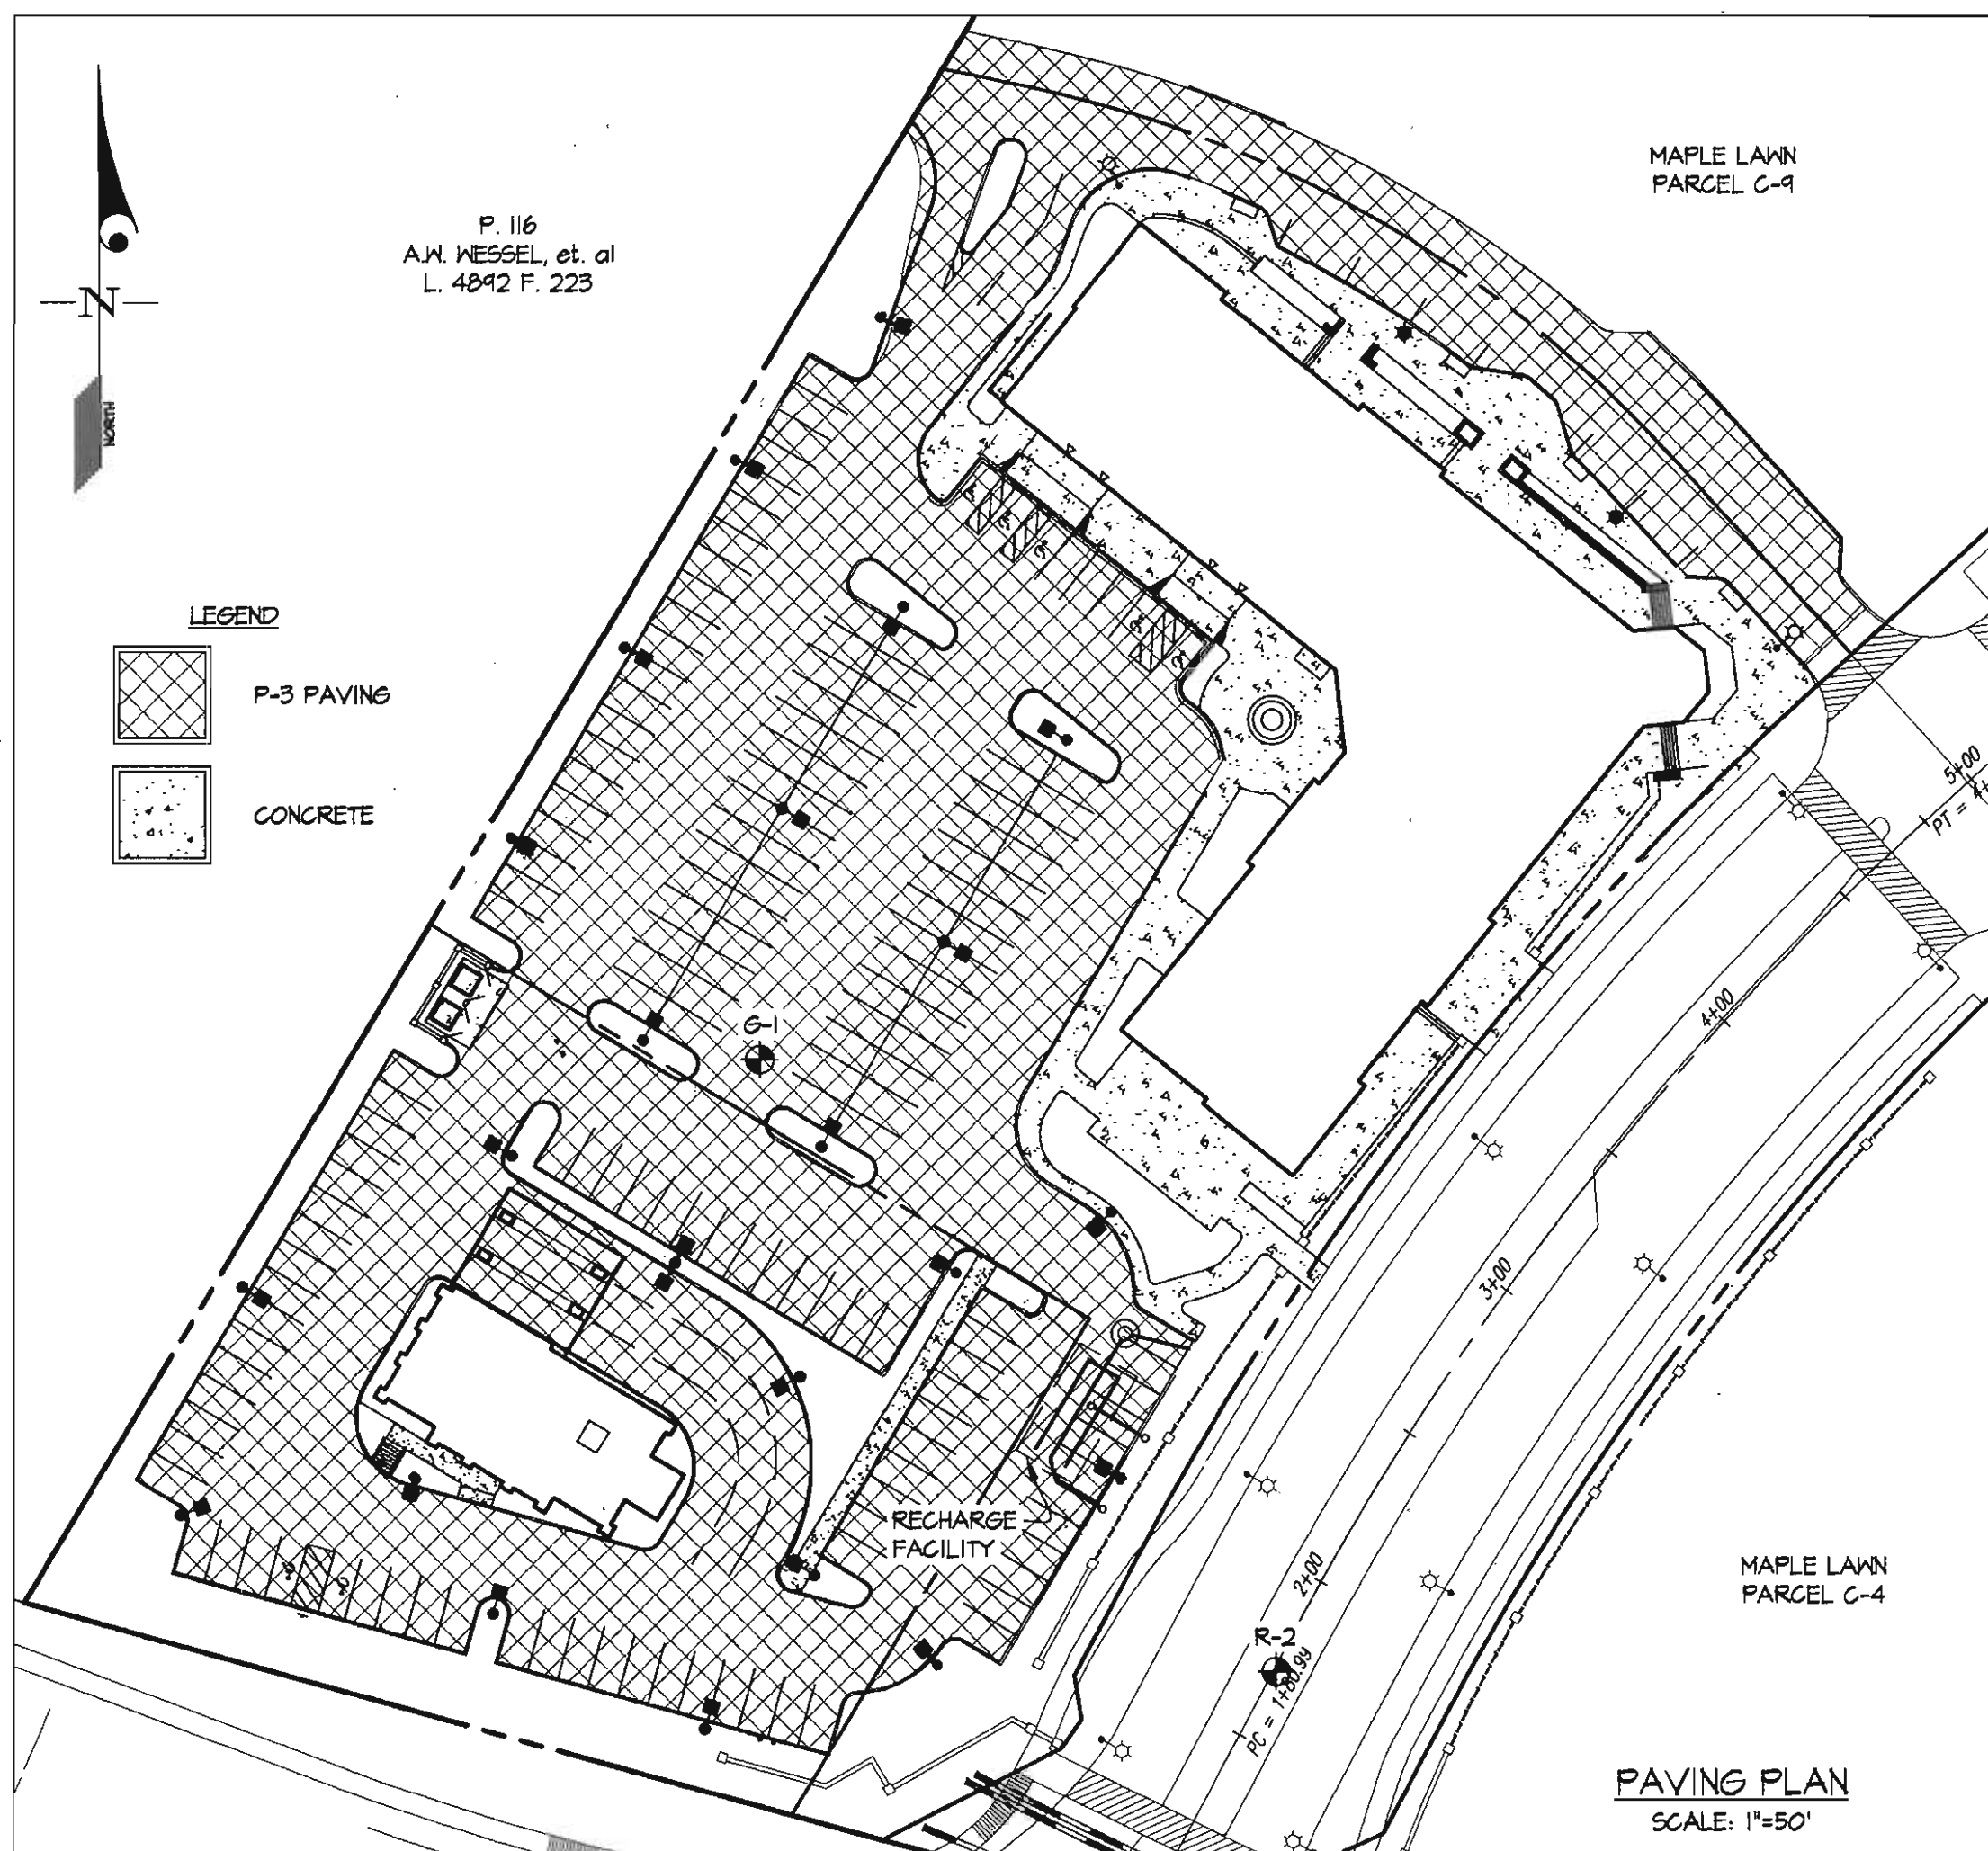 MAPLE LAWN
PARCEL C-9
P. 116
A.W. WESSEL, et. al
L. 4892 F. 223
N
NORTH
LEGEND
P-3 PAVING
CONCRETE
5+00
4+00
G-1
3+00
RECHARGE
FACILITY
2+00
R-2
PC = 1+80.99
MAPLE LAWN
PARCEL C-4
PAVING PLAN
SCALE: 1"=50'